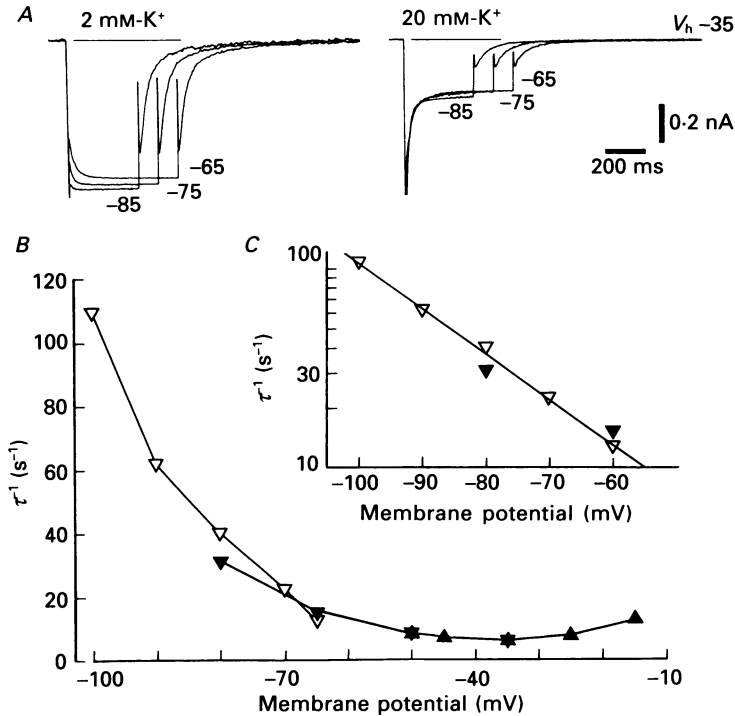 A
2 mM-K⁺
20 mM-K⁺
Vₕ −35
−65
−75
−85
−65
−75
−85
0·2 nA
200 ms
B
C
120
100
80
60
40
20
0
τ⁻¹ (s⁻¹)
−100
−70
−40
−10
Membrane potential (mV)
100
30
10
τ⁻¹ (s⁻¹)
−100
−90
−80
−70
−60
Membrane potential (mV)